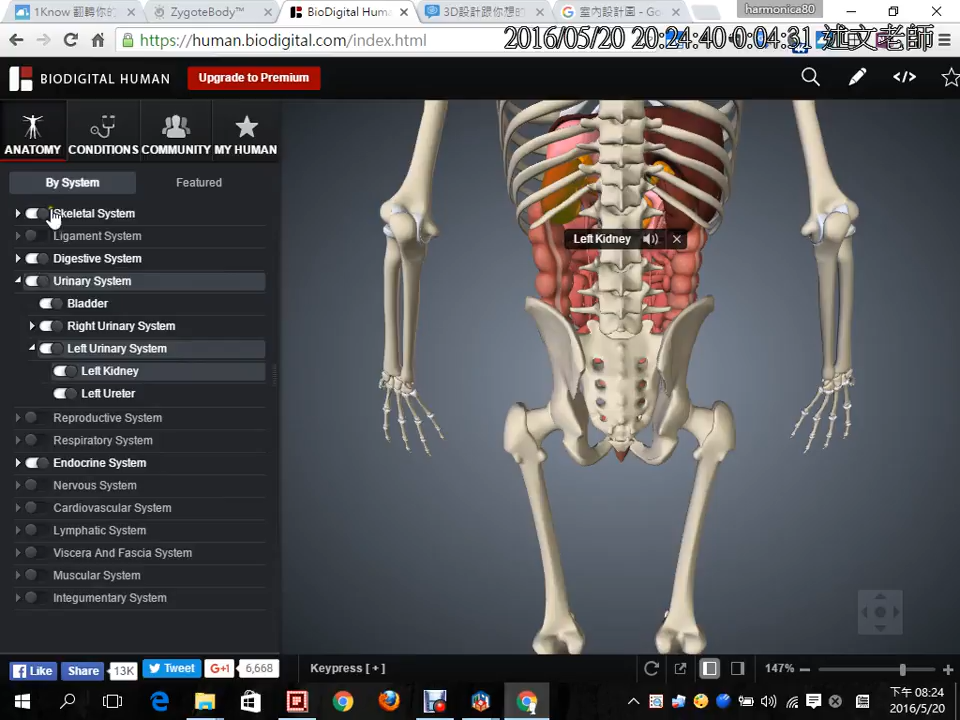 1Know 翻轉你的
ZygoteBody™
BioDigital Huma
3D設計跟你想的
室內設計圖 - Go
harmonica80
https://human.biodigital.com/index.html
2016/05/20 20:24:40 0:04:31 述文老師
BIODIGITAL HUMAN
Upgrade to Premium
ANATOMY
CONDITIONS
COMMUNITY
MY HUMAN
By System
Featured
Skeletal System
Ligament System
Digestive System
Urinary System
Bladder
Right Urinary System
Left Urinary System
Left Kidney
Left Ureter
Reproductive System
Respiratory System
Endocrine System
Nervous System
Cardiovascular System
Lymphatic System
Viscera And Fascia System
Muscular System
Integumentary System
Left Kidney
Like
Share
13K
Tweet
G+1
6,668
Keypress [ + ]
147%
下午 08:24
2016/5/20